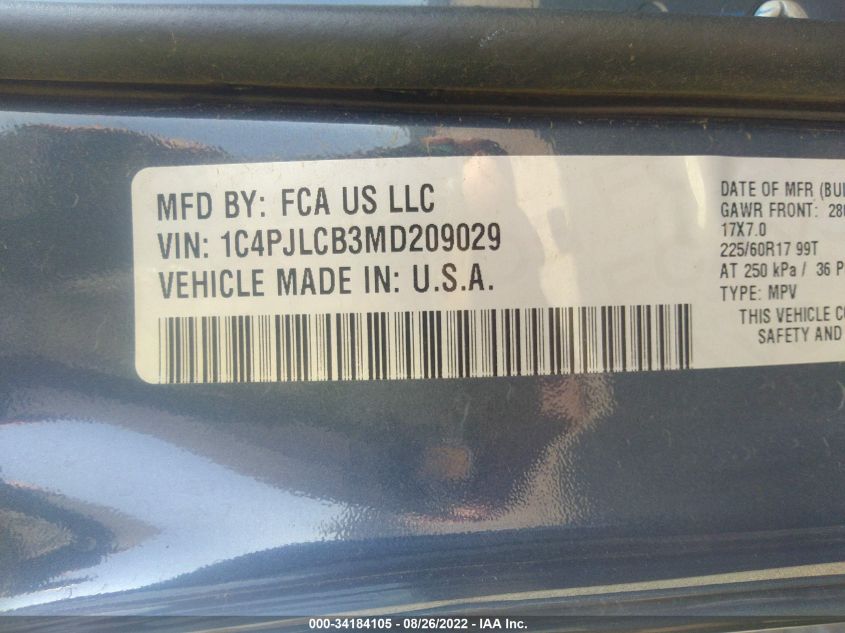 MFD BY: FCA US LLC
VIN: 1C4PJLCB3MD209029
VEHICLE MADE IN: U.S.A.
DATE OF MFR
GAWR FRONT:
17X7.0
225/60R17 99T
AT 250 kPa / 36
TYPE: MPV
THIS VEHICLE
SAFETY AND
000-34184105 - 08/26/2022 - IAA Inc.